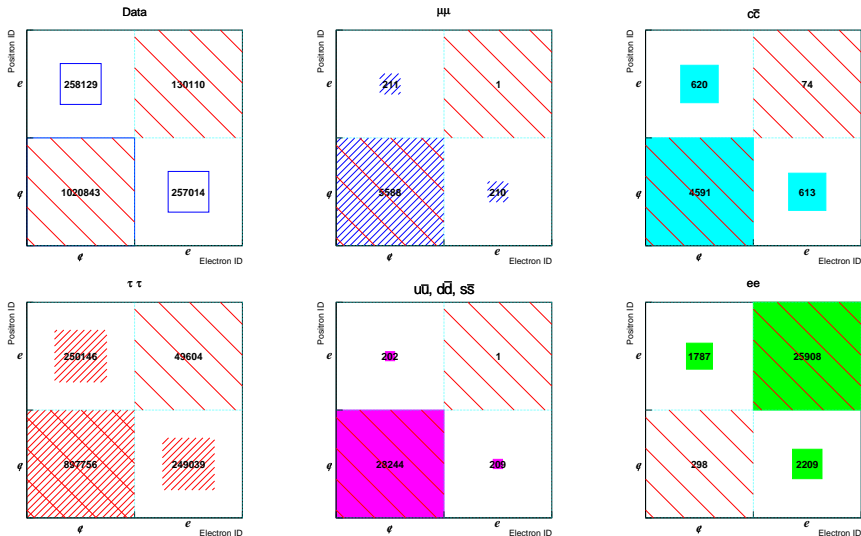 Data
Positron ID
e
258129
130110
e̸
1020843
257014
e̸
e
Electron ID
μμ
Positron ID
e
211
1
e̸
5588
210
e̸
e
Electron ID
cc̅
Positron ID
e
620
74
e̸
4591
613
e̸
e
Electron ID
τ τ
Positron ID
e
250146
49604
e̸
897756
249039
e̸
e
Electron ID
uu̅, dd̅, ss̅
Positron ID
e
202
1
e̸
28244
209
e̸
e
Electron ID
ee
Positron ID
e
1787
25908
e̸
298
2209
e̸
e
Electron ID